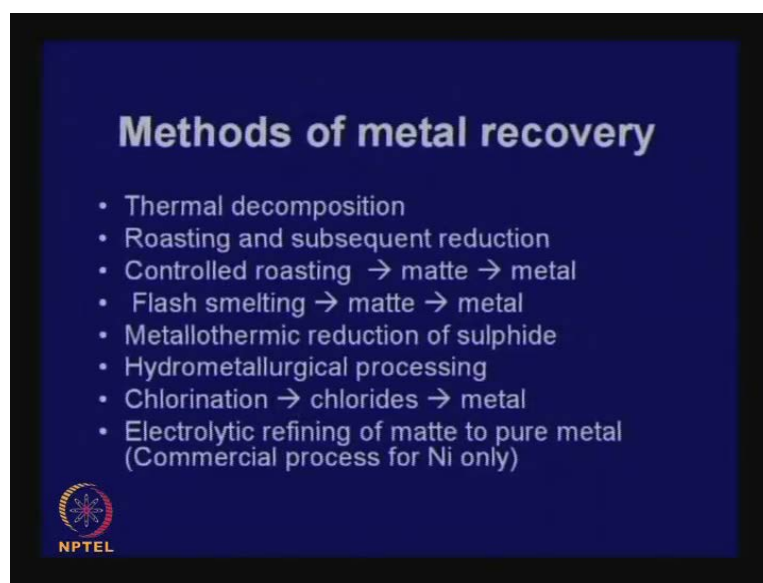 Methods of metal recovery
• Thermal decomposition
• Roasting and subsequent reduction
• Controlled roasting → matte → metal
• Flash smelting → matte → metal
• Metallothermic reduction of sulphide
• Hydrometallurgical processing
• Chlorination → chlorides → metal
• Electrolytic refining of matte to pure metal
(Commercial process for Ni only)
NPTEL